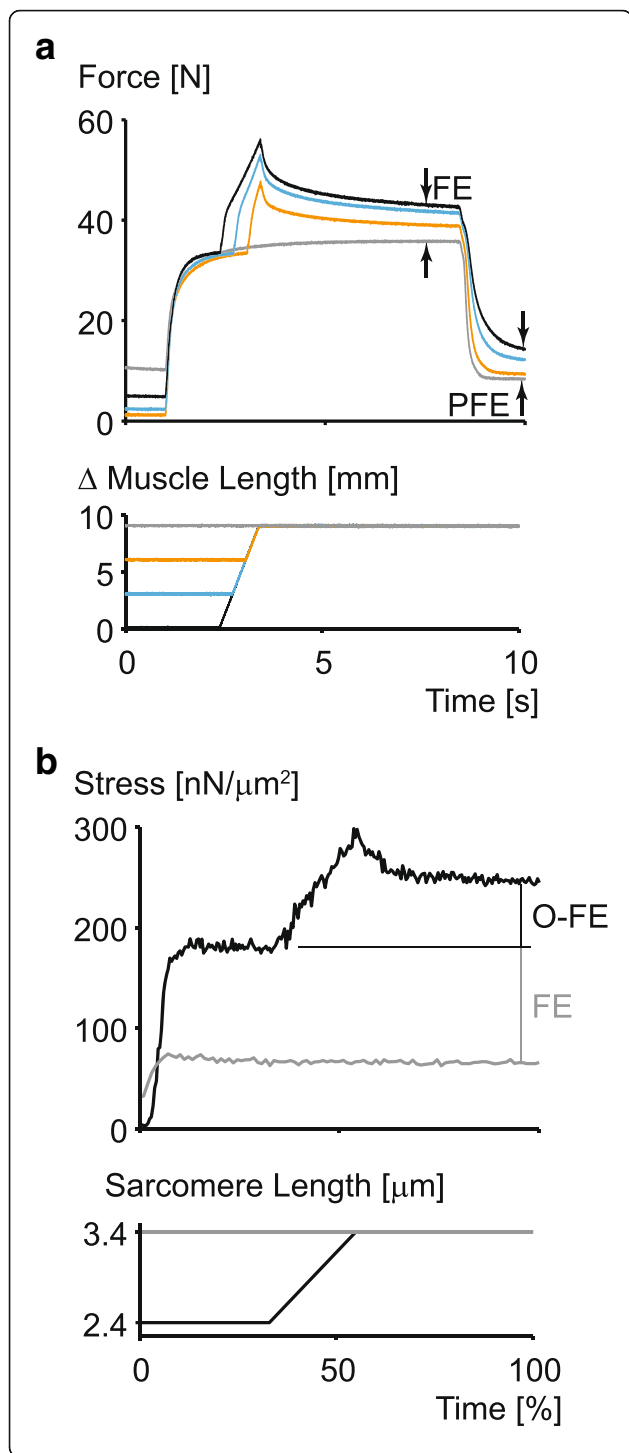 a
Force [N]
60
40
20
0
FE
PFE
Δ Muscle Length [mm]
10
5
0
0 5 10
Time [s]
b
Stress [nN/μm²]
300
200
100
0
O-FE
FE
Sarcomere Length [μm]
3.4
2.4
0 50 100
Time [%]